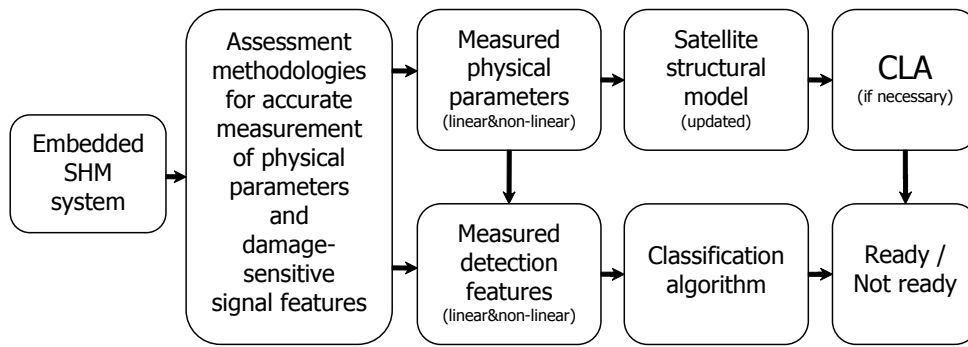 Embedded
SHM
system
Assessment
methodologies
for accurate
measurement
of physical
parameters
and
damage-
sensitive
signal features
Measured
physical
parameters
(linear&non-linear)
Satellite
structural
model
(updated)
CLA
(if necessary)
Measured
detection
features
(linear&non-linear)
Classification
algorithm
Ready /
Not ready